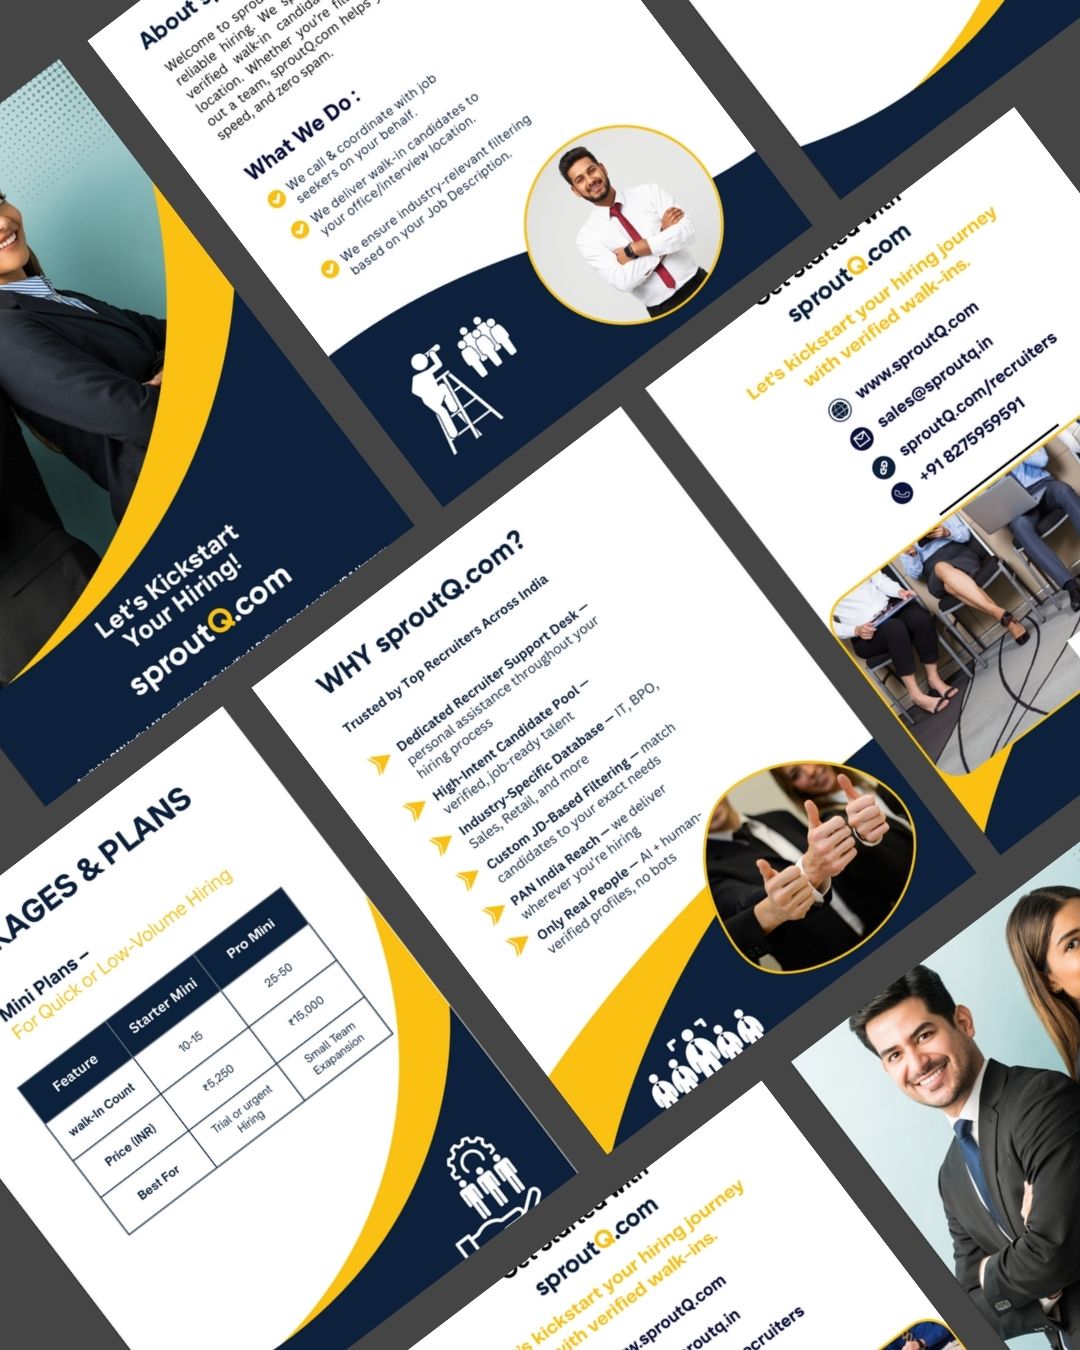 About
Welcome to
reliable hiring. We
verified walk-in
location. Whether you're
out a team, sproutQ.com helps
speed, and zero spam.
What We Do :
We call & coordinate with job
seekers on your behalf.
We deliver walk-in candidates to
your office/interview location.
We ensure industry-relevant filtering
based on your Job Description.
Let's Kickstart
Your Hiring!
sproutQ.com
Get Started with
sproutQ.com
Let's kickstart your hiring journey
with verified walk-ins.
www.sproutQ.com
sales@sproutq.in
sproutQ.com/recruiters
+91 8275959591
WHY sproutQ.com?
Trusted by Top Recruiters Across India
Dedicated Recruiter Support Desk –
personal assistance throughout your
hiring process
High-Intent Candidate Pool –
verified, job-ready talent
Industry-Specific Database – IT, BPO,
Sales, Retail, and more
Custom JD-Based Filtering – match
candidates to your exact needs
PAN India Reach – we deliver
wherever you're hiring
Only Real People – AI + human-
verified profiles, no bots
KAGES & PLANS
Mini Plans –
For Quick or Low-Volume Hiring
Feature Starter Mini Pro Mini
walk-In Count 10-15 25-50
Price (INR) ₹5,250 ₹15,000
Best For Trial or urgent Hiring Small Team Exapansion
Get Started with
sproutQ.com
's kickstart your hiring journey
with verified walk-ins.
w.sproutQ.com
routq.in
ecruiters